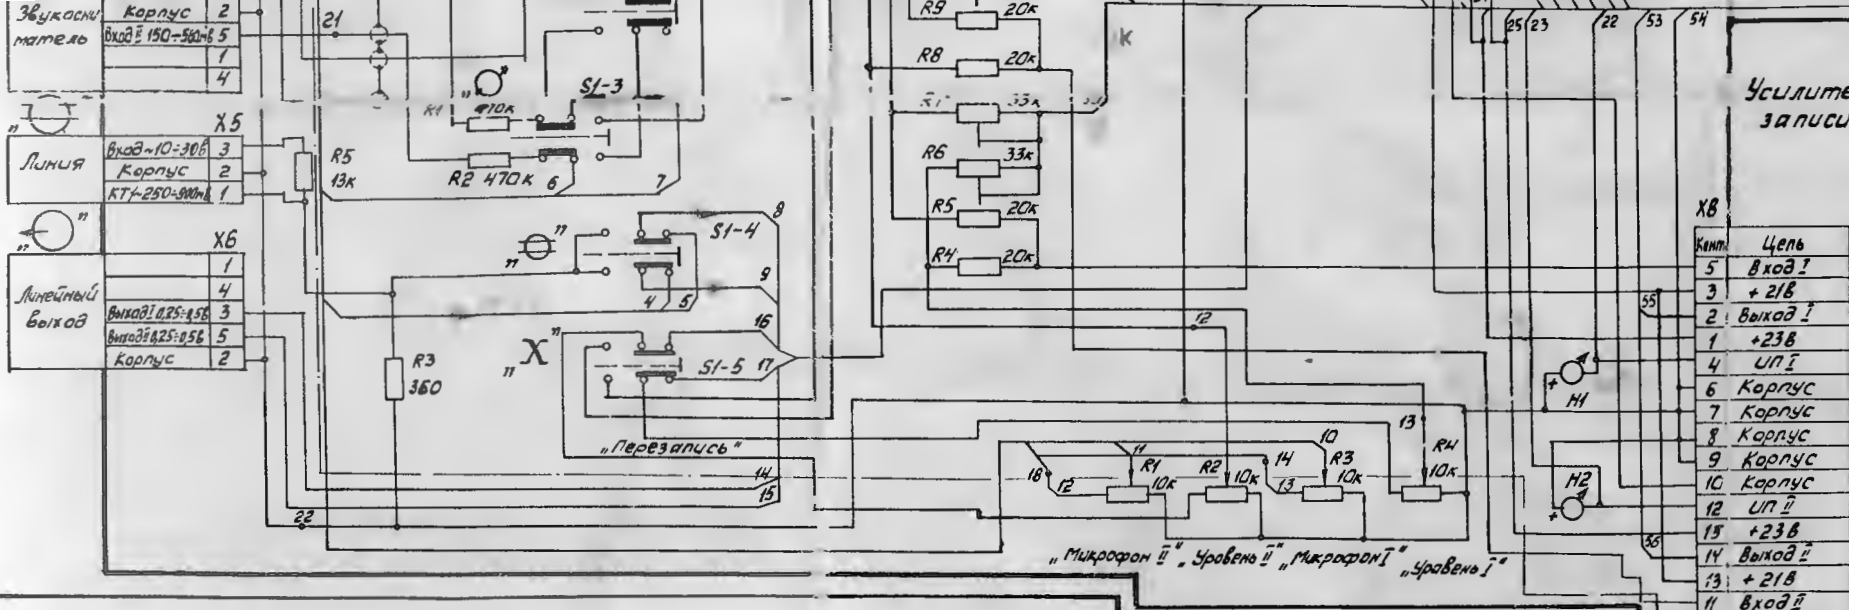 Звукосни
матель
Корпус 2
Вход II 150÷560мв 5
1
4
21
X5
Линия
Вход~10÷30В 3
Корпус 2
КТ/~250÷900мв 1
R5
13к
X6
Линейный
выход
1
4
Выход I 0,25÷0,5В 3
Выход II 0,25÷0,5В 5
Корпус 2
R1 470к
S1-3
R2 470К 6 7
8
S1-4
9
4 5
16
"X"
S1-5 17
R3
360
„Перезапись"
14
15
22
R9 20к
R8 20к
33к
R6 33к
R5 20к
R4 20к
К
12
13
10
11
18
12
R1
10к
R2
10к
14
13
R3
10к
R4
10к
„Микрофон II" „Уровень II" „Микрофон I" „Уровень I"
25 23 22 53 54
Усилите
записи
X8
Конт. Цепь
5 Вход I
3 +21В
2 Выход I
1 +23В
4 ИП I
6 Корпус
7 Корпус
8 Корпус
9 Корпус
10 Корпус
12 ИП II
15 +23В
14 Выход II
13 +21В
11 Вход II
55
56
+
H1
+
H2